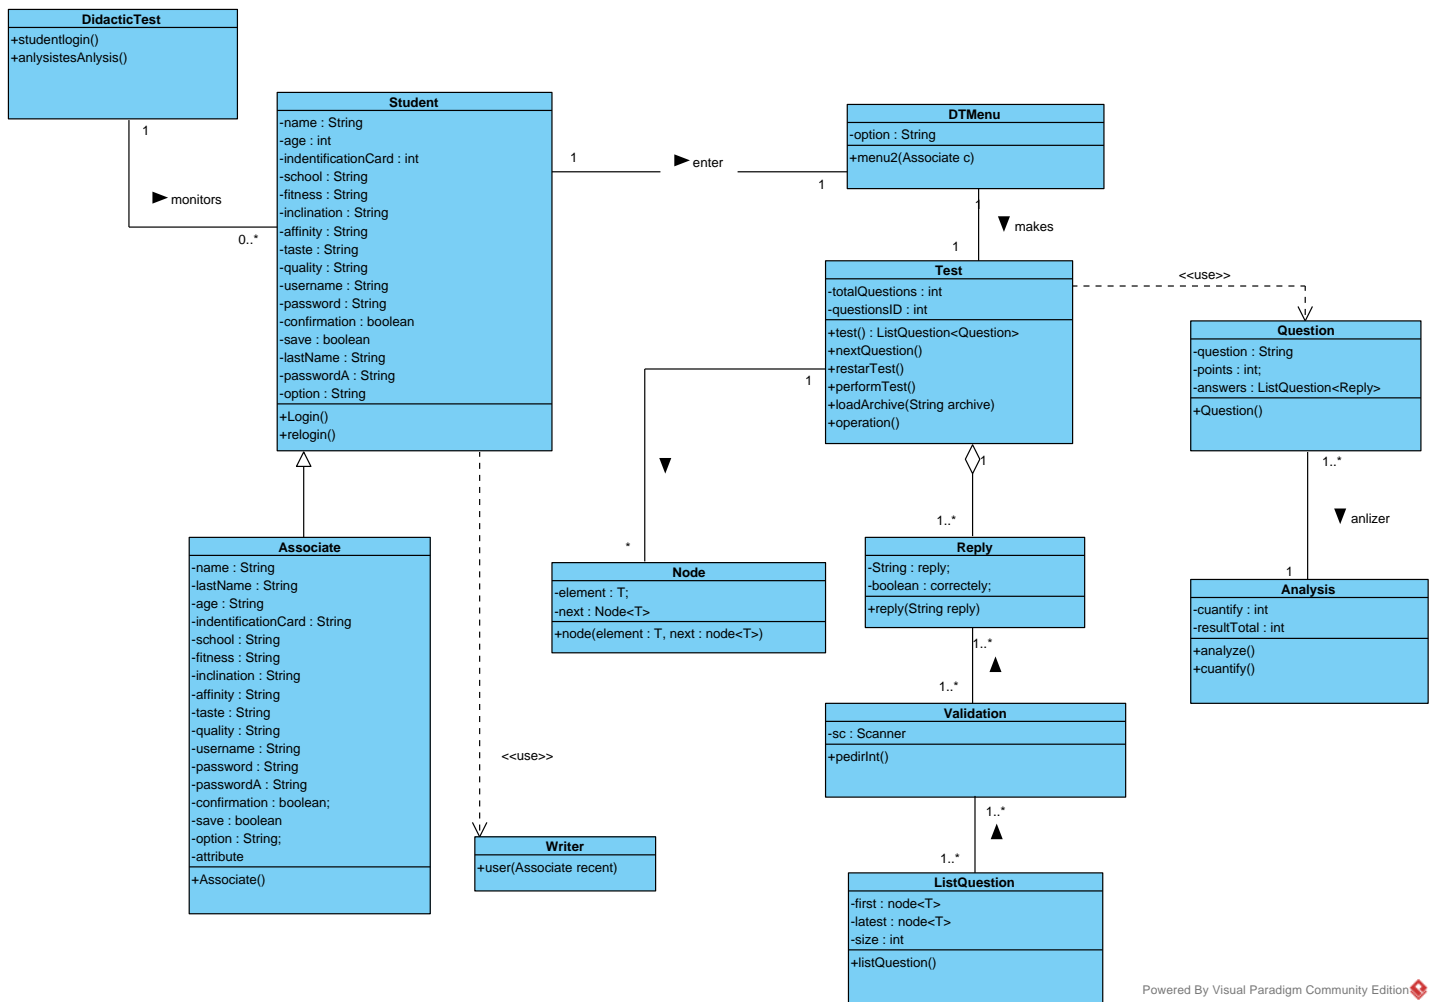 DidacticTest
+studentlogin()
+anlysistesAnlysis()
1
monitors
0..*
Student
-name : String
-age : int
-indentificationCard : int
-school : String
-fitness : String
-inclination : String
-affinity : String
-taste : String
-quality : String
-username : String
-password : String
-confirmation : boolean
-save : boolean
-lastName : String
-passwordA : String
-option : String
+Login()
+relogin()
1
enter
1
DTMenu
-option : String
+menu2(Associate c)
1
makes
1
Test
-totalQuestions : int
-questionsID : int
+test() : ListQuestion<Question>
+nextQuestion()
+restarTest()
+performTest()
+loadArchive(String archive)
+operation()
<<use>>
Question
-question : String
-points : int;
-answers : ListQuestion<Reply>
+Question()
1..*
anlizer
1
Analysis
-cuantify : int
-resultTotal : int
+analyze()
+cuantify()
1
*
Node
-element : T;
-next : Node<T>
+node(element : T, next : node<T>)
1
1..*
Reply
-String : reply;
-boolean : correctely;
+reply(String reply)
1..*
1..*
Validation
-sc : Scanner
+pedirInt()
1..*
1..*
ListQuestion
-first : node<T>
-latest : node<T>
-size : int
+listQuestion()
Associate
-name : String
-lastName : String
-age : String
-indentificationCard : String
-school : String
-fitness : String
-inclination : String
-affinity : String
-taste : String
-quality : String
-username : String
-password : String
-passwordA : String
-confirmation : boolean;
-save : boolean
-option : String;
-attribute
+Associate()
<<use>>
Writer
+user(Associate recent)
Powered By Visual Paradigm Community Edition